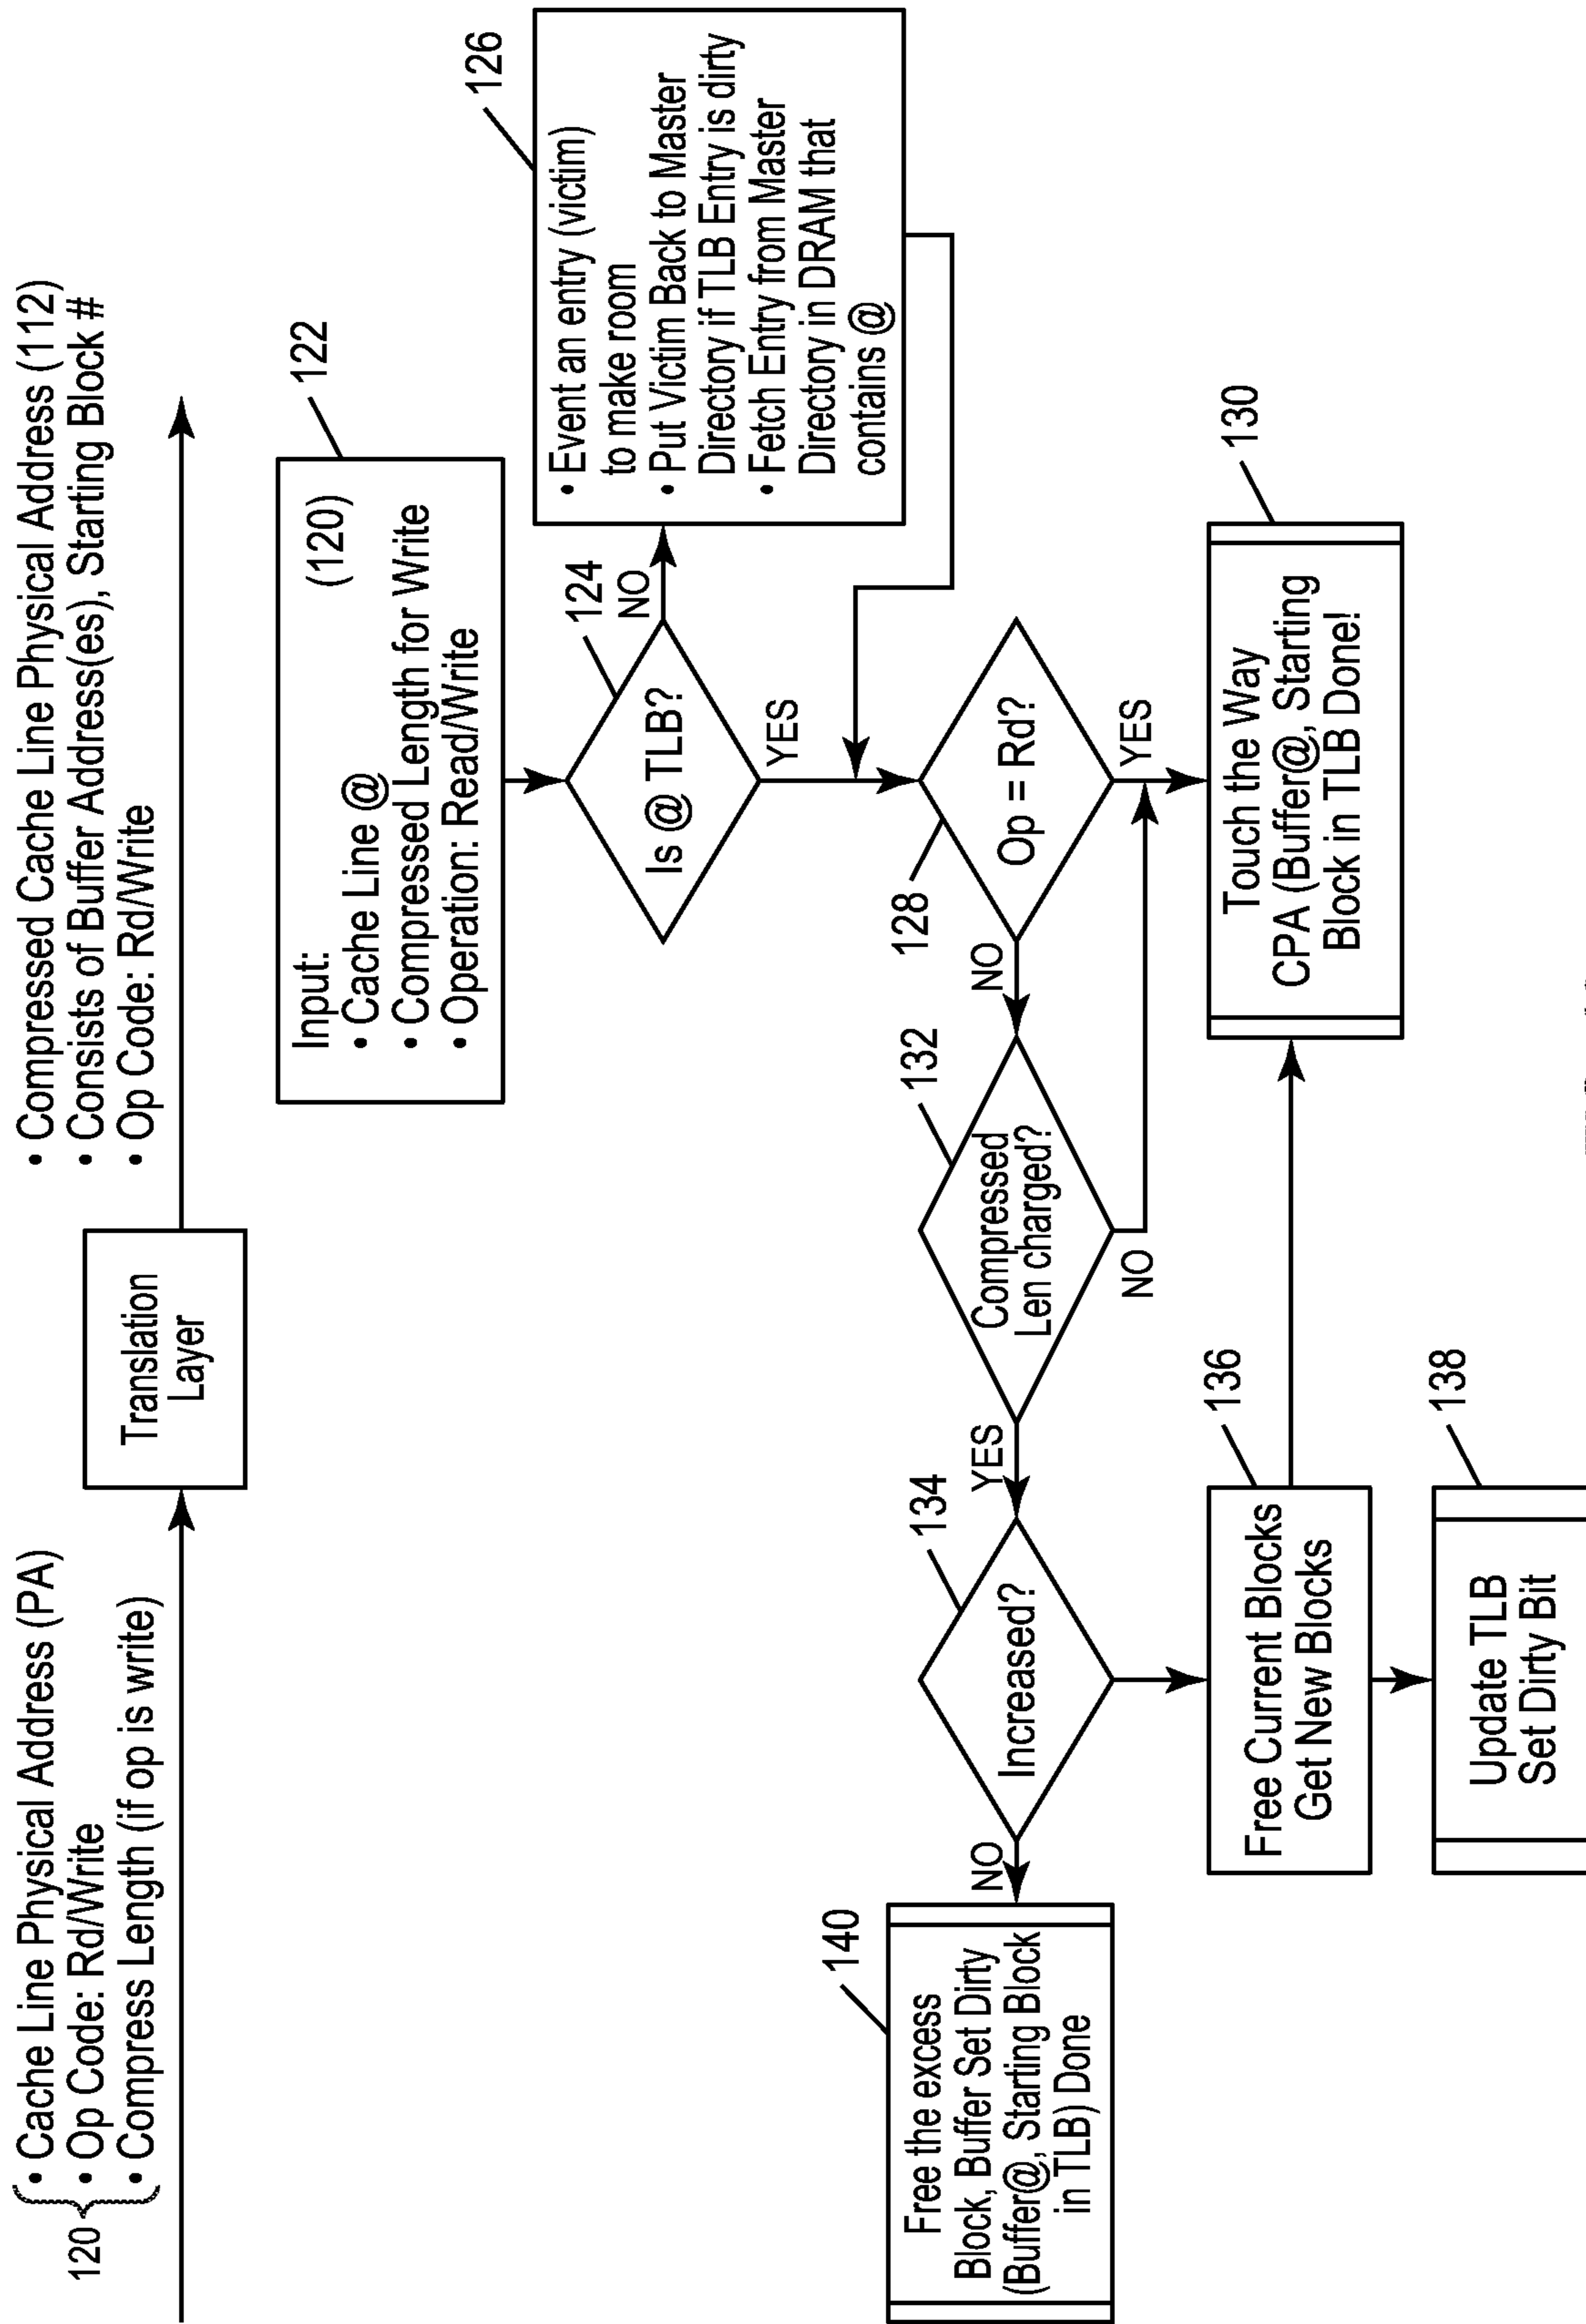 • Cache Line Physical Address (PA)
• Op Code: Rd/Write
• Compress Length (if op is write)
120
Translation
Layer
• Compressed Cache Line Physical Address (112)
• Consists of Buffer Address(es), Starting Block #
• Op Code: Rd/Write
122
Input: (120)
• Cache Line @
• Compressed Length for Write
• Operation: Read/Write
124
Is @ TLB?
NO
YES
126
• Event an entry (victim)
to make room
• Put Victim Back to Master
Directory if TLB Entry is dirty
• Fetch Entry from Master
Directory in DRAM that
contains @
128
Op = Rd?
NO
YES
130
Touch the Way
CPA (Buffer@, Starting
Block in TLB Done!
132
Compressed
Len charged?
YES
NO
134
Increased?
NO
136
Free Current Blocks
Get New Blocks
138
Update TLB
Set Dirty Bit
140
Free the excess
Block, Buffer Set Dirty
(Buffer@, Starting Block
in TLB) Done